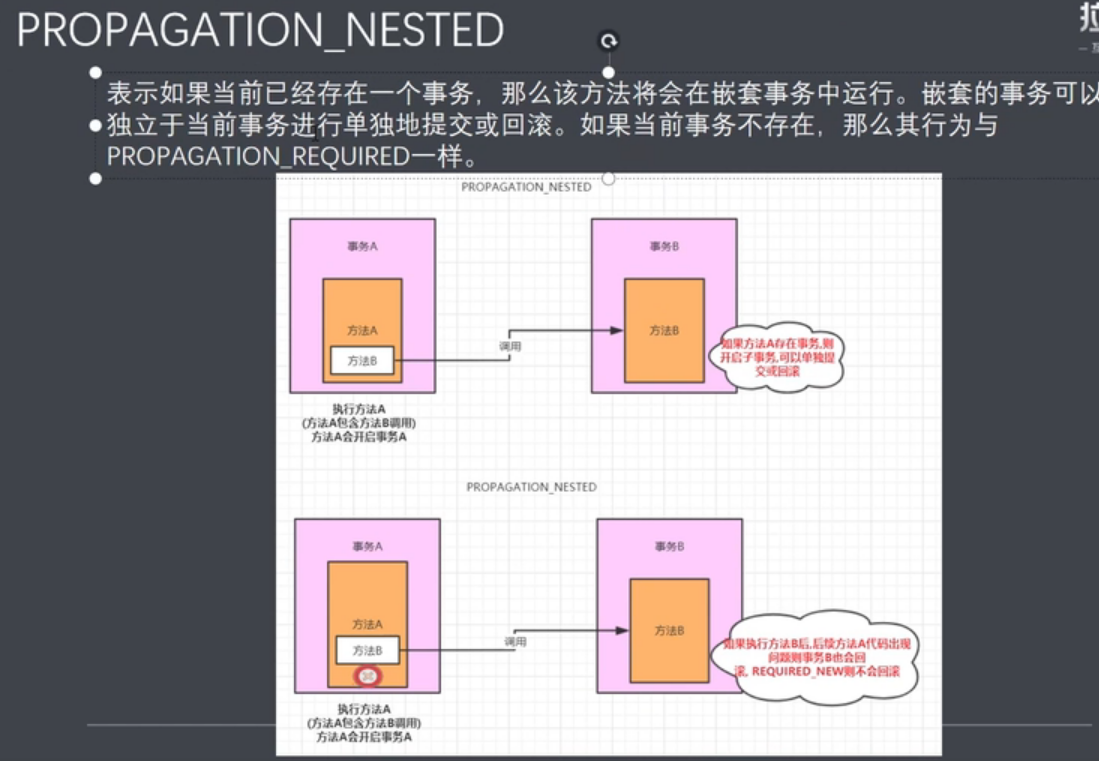 PROPAGATION_NESTED
表示如果当前已经存在一个事务，那么该方法将会在嵌套事务中运行。嵌套的事务可以
独立于当前事务进行单独地提交或回滚。如果当前事务不存在，那么其行为与
PROPAGATION_REQUIRED一样。
PROPAGATION_NESTED
事务A
方法A
方法B
调用
事务B
方法B
如果方法A存在事务,则
开启子事务,可以单独提
交或回滚
执行方法A
(方法A包含方法B调用)
方法A会开启事务A
PROPAGATION_NESTED
事务A
方法A
方法B
调用
事务B
方法B
如果执行方法B后,后续方法A代码出现
问题则事务B也会回
滚, REQUIRED_NEW则不会回滚
执行方法A
(方法A包含方法B调用)
方法A会开启事务A